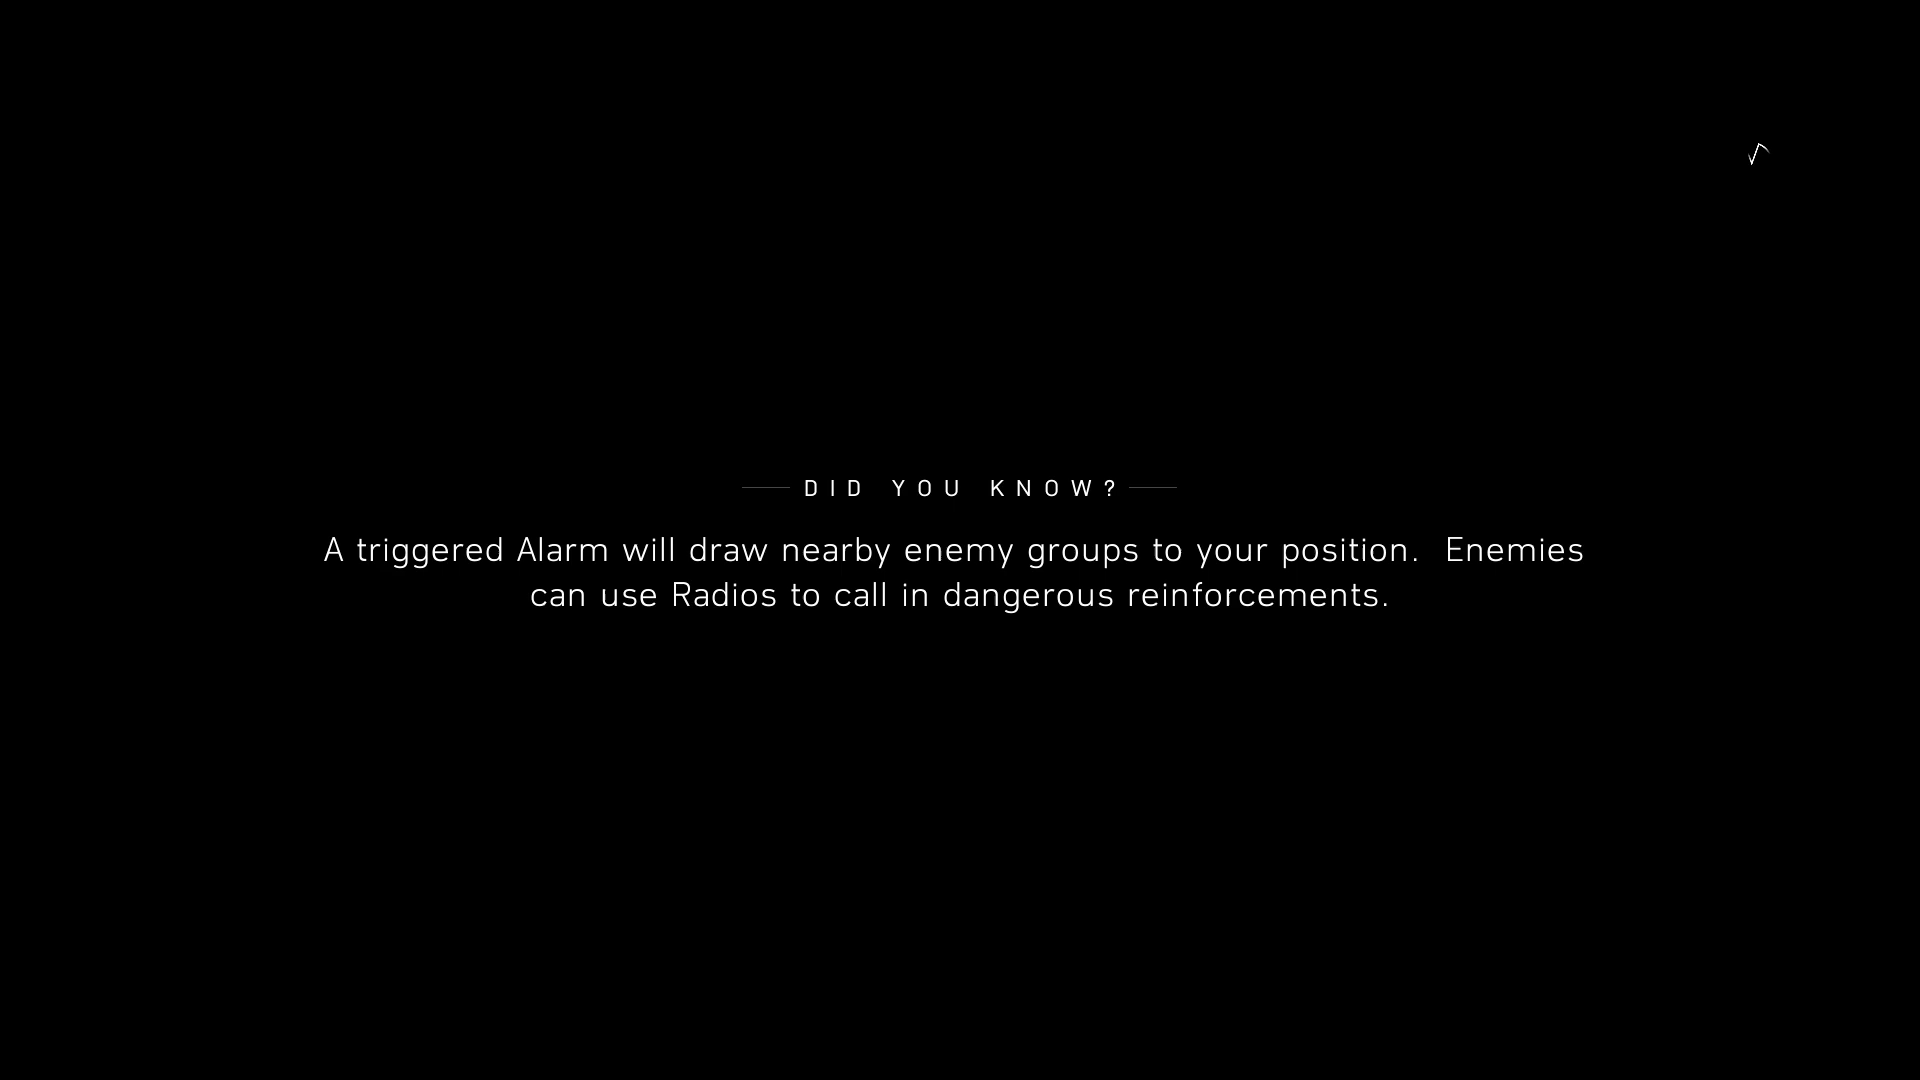 DID YOU KNOW?
A triggered Alarm will draw nearby enemy groups to your position.  Enemies
can use Radios to call in dangerous reinforcements.